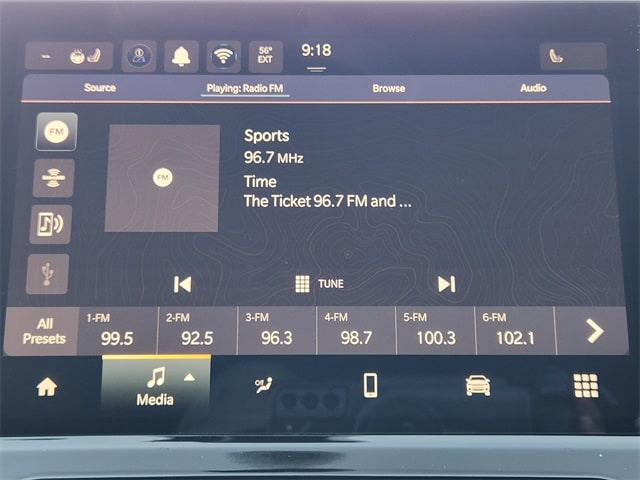 56°
EXT
9:18
Source
Playing: Radio FM
Browse
Audio
FM
FM
Sports
96.7 MHz
Time
The Ticket 96.7 FM and ...
TUNE
All
Presets
1-FM
99.5
2-FM
92.5
3-FM
96.3
4-FM
98.7
5-FM
100.3
6-FM
102.1
Media
Off